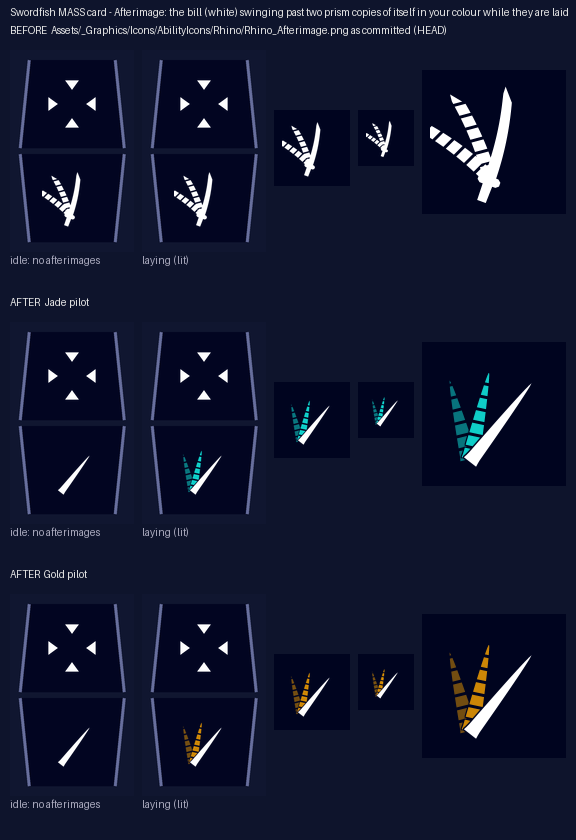 Swordfish MASS card - Afterimage: the bill (white) swinging past two prism copies of itself in your colour while they are laid
BEFORE Assets/_Graphics/Icons/AbilityIcons/Rhino/Rhino_Afterimage.png as committed (HEAD)
idle: no afterimages
laying (lit)
AFTER Jade pilot
idle: no afterimages
laying (lit)
AFTER Gold pilot
idle: no afterimages
laying (lit)